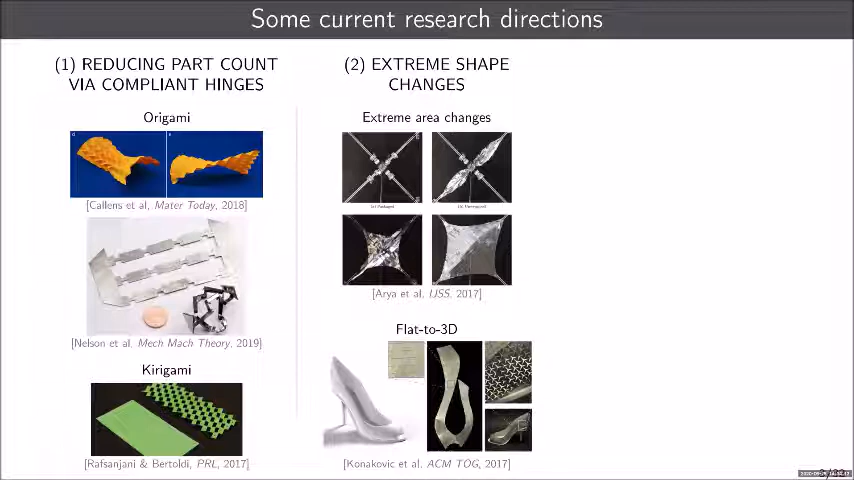 Some current research directions
(1) REDUCING PART COUNT
VIA COMPLIANT HINGES
Origami
[Callens et al, Mater Today, 2018]
[Nelson et al, Mech Mach Theory, 2019]
Kirigami
[Rafsanjani & Bertoldi, PRL, 2017]
(2) EXTREME SHAPE
CHANGES
Extreme area changes
(a) Packaged
[Arya et al, IJSS, 2017]
Flat-to-3D
[Konakovic et al, ACM TOG, 2017]